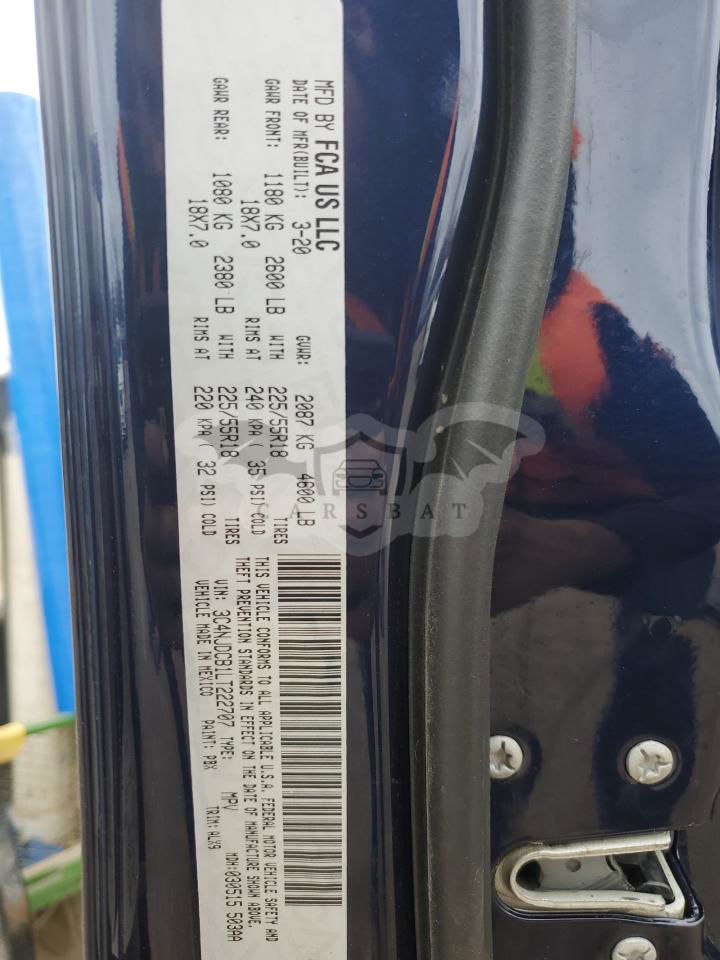 MFD BY FCA US LLC
DATE OF MFR(BUILT): 3-20 GVWR: 2087 KG 4600 LB
GAWR FRONT: 1180 KG 2600 LB WITH 225/55R18 TIRES
18X7.0 RIMS AT 240 KPA ( 35 PSI) COLD
GAWR REAR: 1080 KG 2380 LB WITH 225/55R18 TIRES
18X7.0 RIMS AT 220 KPA ( 32 PSI) COLD
THIS VEHICLE CONFORMS TO ALL APPLICABLE U.S.A. FEDERAL MOTOR VEHICLE SAFETY AND
THEFT PREVENTION STANDARDS IN EFFECT ON THE DATE OF MANUFACTURE SHOWN ABOVE.
VIN: 3C4NJDCB1LT222707 TYPE: MPV MDH:030515 503AA
VEHICLE MADE IN MEXICO PAINT: PBX TRIM:ALX9
CARSBAT